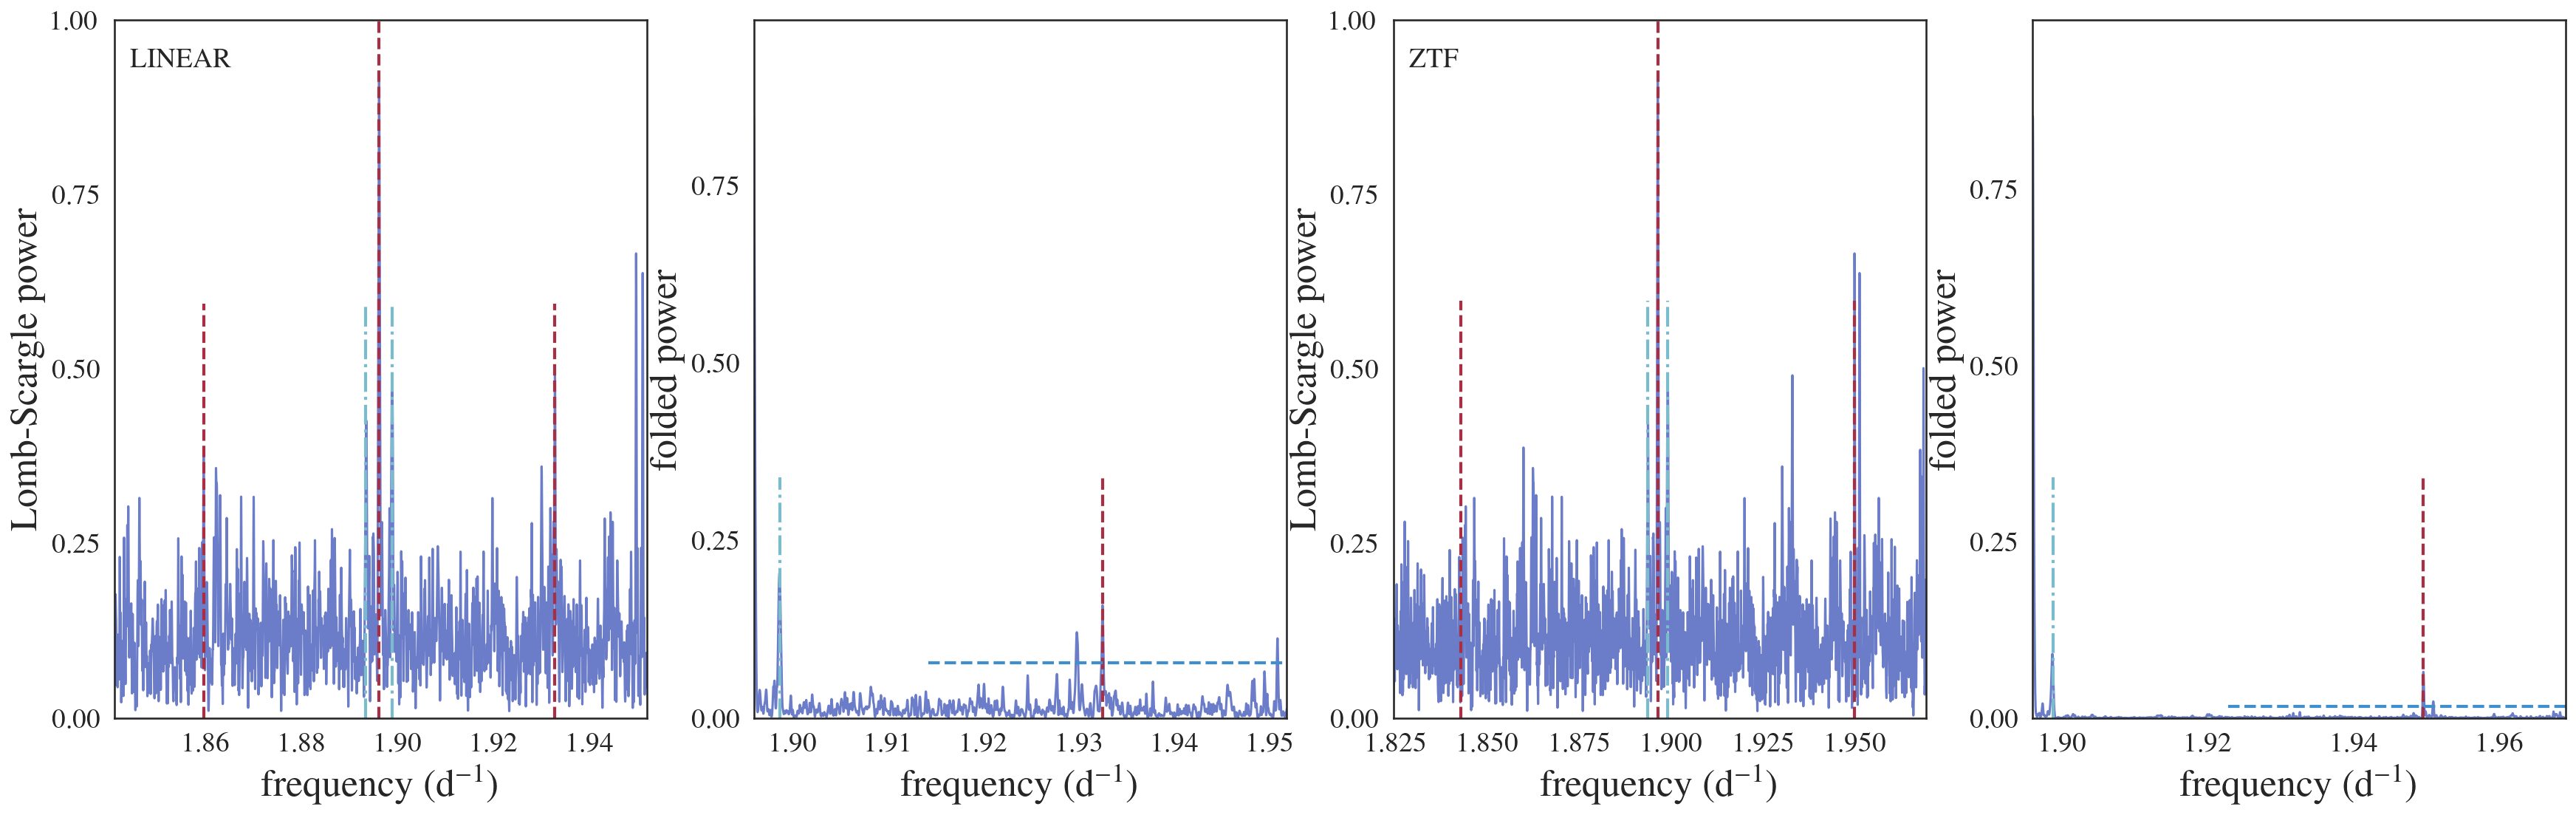 1.00
0.75
0.50
0.25
0.00
Lomb-Scargle power
LINEAR
1.86 1.88 1.90 1.92 1.94
frequency (d⁻¹)
0.75
0.50
0.25
0.00
folded power
1.90 1.91 1.92 1.93 1.94 1.95
frequency (d⁻¹)
1.00
0.75
0.50
0.25
0.00
Lomb-Scargle power
ZTF
1.825 1.850 1.875 1.900 1.925 1.950
frequency (d⁻¹)
0.75
0.50
0.25
0.00
folded power
1.90 1.92 1.94 1.96
frequency (d⁻¹)